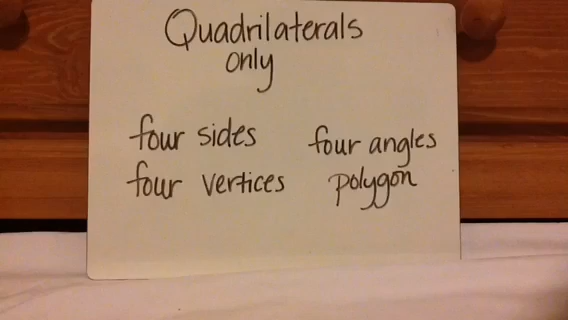 Quadrilaterals
only
four sides
four vertices
four angles
polygon